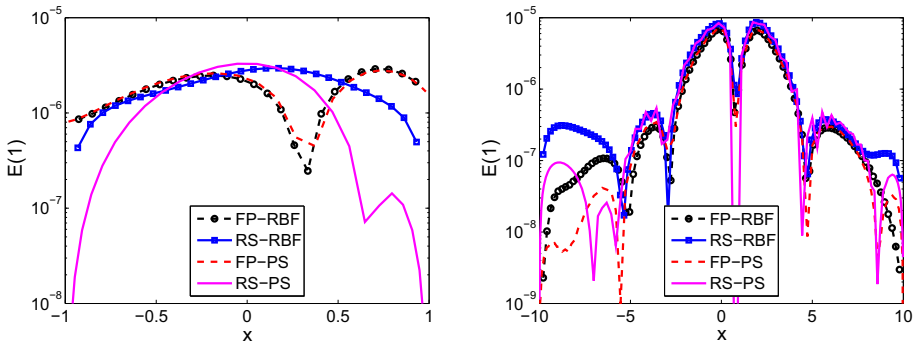 10^-5
10^-6
10^-7
10^-8
E(1)
−1
−0.5
0
0.5
1
x
FP−RBF
RS−RBF
FP−PS
RS−PS
10^-5
10^-6
10^-7
10^-8
10^-9
E(1)
−10
−5
0
5
10
x
FP−RBF
RS−RBF
FP−PS
RS−PS